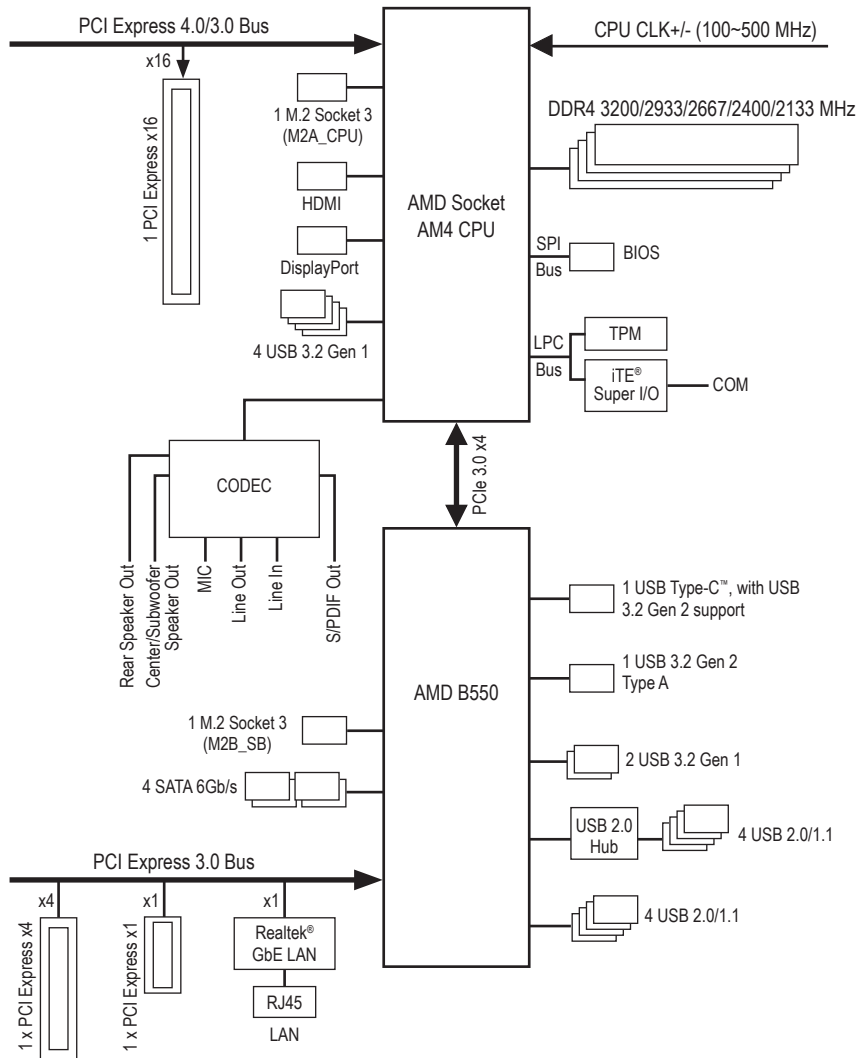 PCI Express 4.0/3.0 Bus
CPU CLK+/- (100~500 MHz)
x16
1 PCI Express x16
1 M.2 Socket 3
(M2A_CPU)
HDMI
DisplayPort
4 USB 3.2 Gen 1
AMD Socket
AM4 CPU
DDR4 3200/2933/2667/2400/2133 MHz
SPI
Bus
BIOS
LPC
Bus
TPM
iTE®
Super I/O
COM
PCIe 3.0 x4
CODEC
Rear Speaker Out
Center/Subwoofer
Speaker Out
MIC
Line Out
Line In
S/PDIF Out
AMD B550
1 USB Type-C™, with USB
3.2 Gen 2 support
1 USB 3.2 Gen 2
Type A
1 M.2 Socket 3
(M2B_SB)
2 USB 3.2 Gen 1
4 SATA 6Gb/s
USB 2.0
Hub
4 USB 2.0/1.1
4 USB 2.0/1.1
PCI Express 3.0 Bus
x4
x1
x1
1 x PCI Express x4
1 x PCI Express x1
Realtek®
GbE LAN
RJ45
LAN